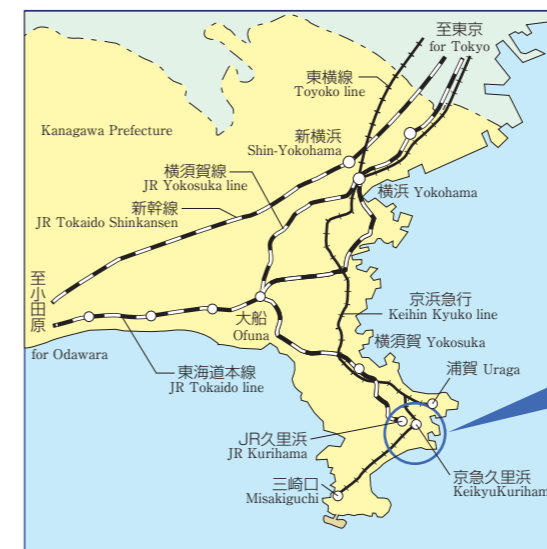 至東京
for Tokyo
東横線
Toyoko line
Kanagawa Prefecture
新横浜
Shin-Yokohama
横須賀線
JR Yokosuka line
横浜 Yokohama
新幹線
JR Tokaido Shinkansen
至小田原
for Odawara
大船
Ofuna
京浜急行
Keihin Kyuko line
横須賀 Yokosuka
東海道本線
JR Tokaido line
浦賀 Uraga
JR久里浜
JR Kurihama
京急久里浜
KeikyuKuriham
三崎口
Misakiguchi